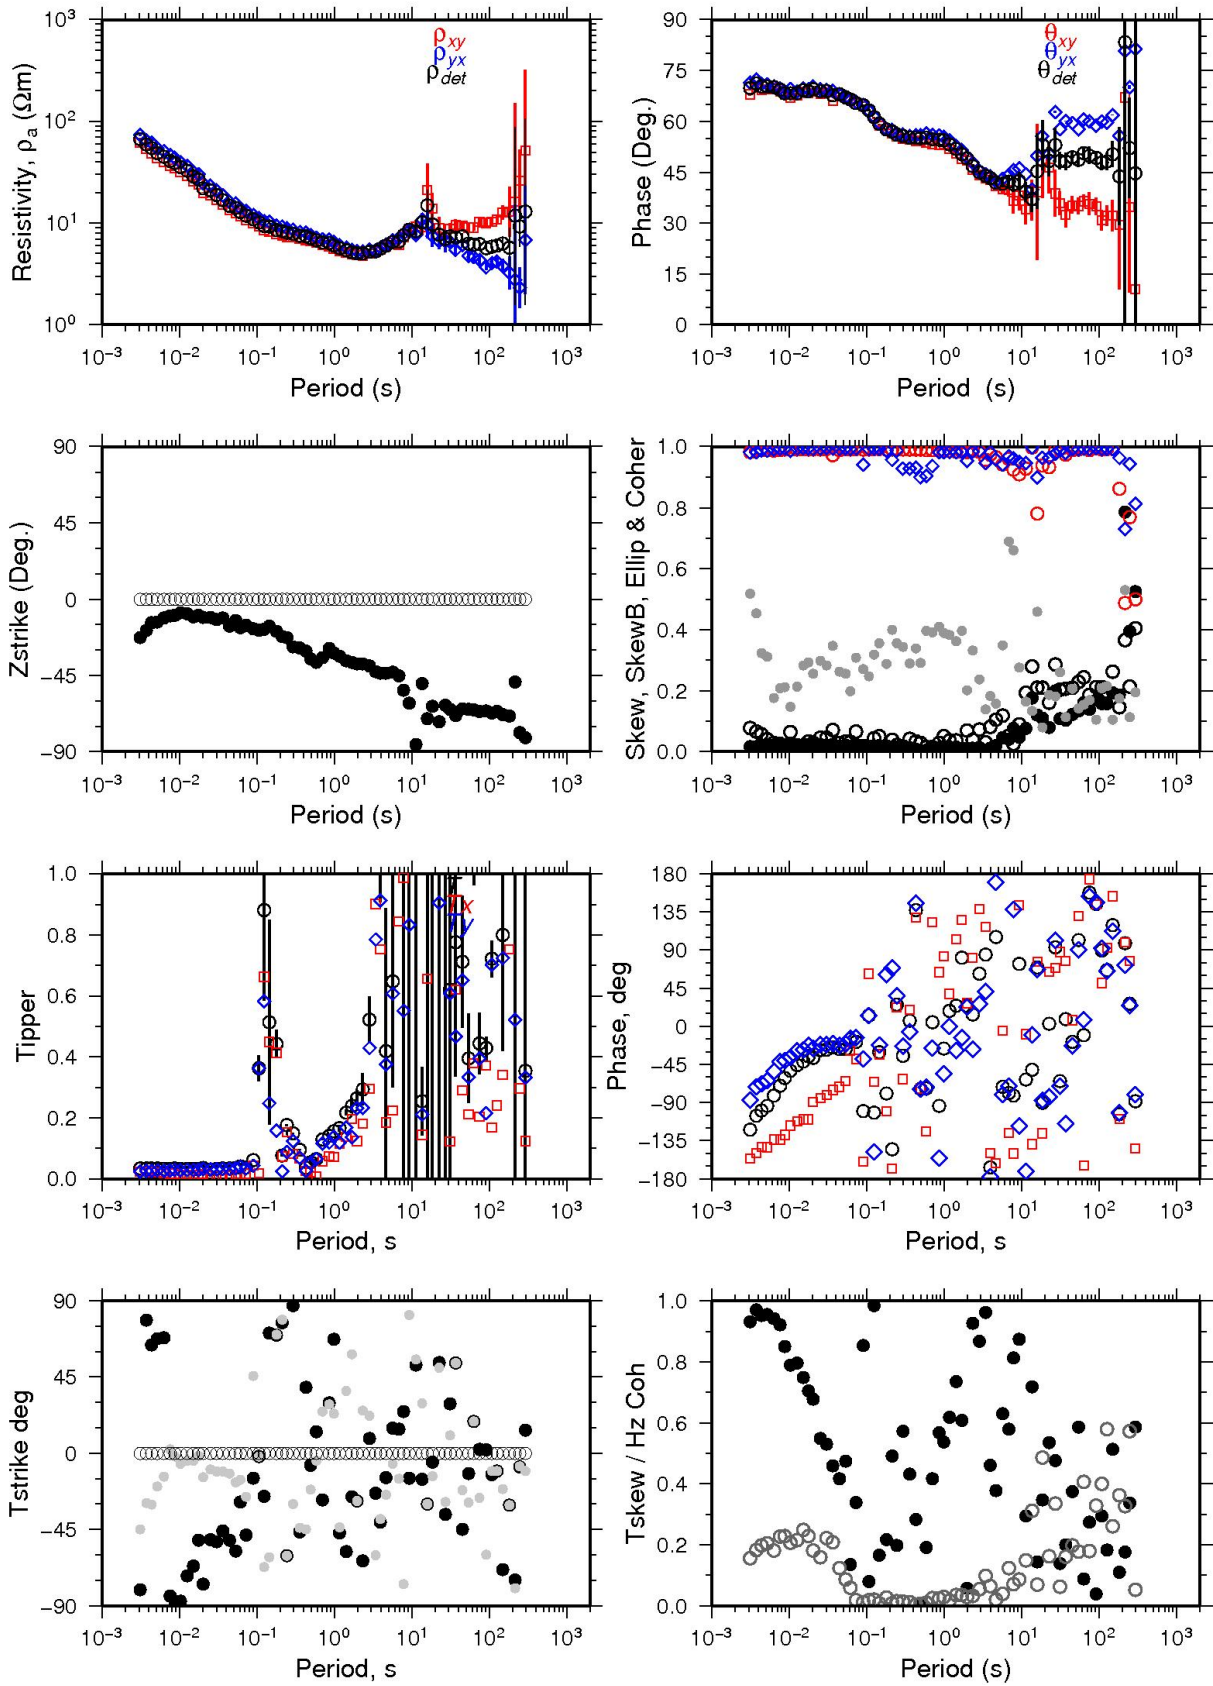 Resistivity, ρa (Ωm)
10³
10²
10¹
10⁰
ρxy
ρyx
ρdet
10⁻³ 10⁻² 10⁻¹ 10⁰ 10¹ 10² 10³
Period (s)
Phase (Deg.)
90
75
60
45
30
15
0
θxy
θyx
θdet
10⁻³ 10⁻² 10⁻¹ 10⁰ 10¹ 10² 10³
Period (s)
Zstrike (Deg.)
90
45
0
−45
−90
10⁻³ 10⁻² 10⁻¹ 10⁰ 10¹ 10² 10³
Period (s)
Skew, SkewB, Ellip & Coher
1.0
0.8
0.6
0.4
0.2
0.0
10⁻³ 10⁻² 10⁻¹ 10⁰ 10¹ 10² 10³
Period (s)
Tipper
1.0
0.8
0.6
0.4
0.2
0.0
Tx
Ty
10⁻³ 10⁻² 10⁻¹ 10⁰ 10¹ 10² 10³
Period, s
Phase, deg
180
135
90
45
0
−45
−90
−135
−180
10⁻³ 10⁻² 10⁻¹ 10⁰ 10¹ 10² 10³
Period, s
Tstrike deg
90
45
0
−45
−90
10⁻³ 10⁻² 10⁻¹ 10⁰ 10¹ 10² 10³
Period, s
Tskew / Hz Coh
1.0
0.8
0.6
0.4
0.2
0.0
10⁻³ 10⁻² 10⁻¹ 10⁰ 10¹ 10² 10³
Period (s)